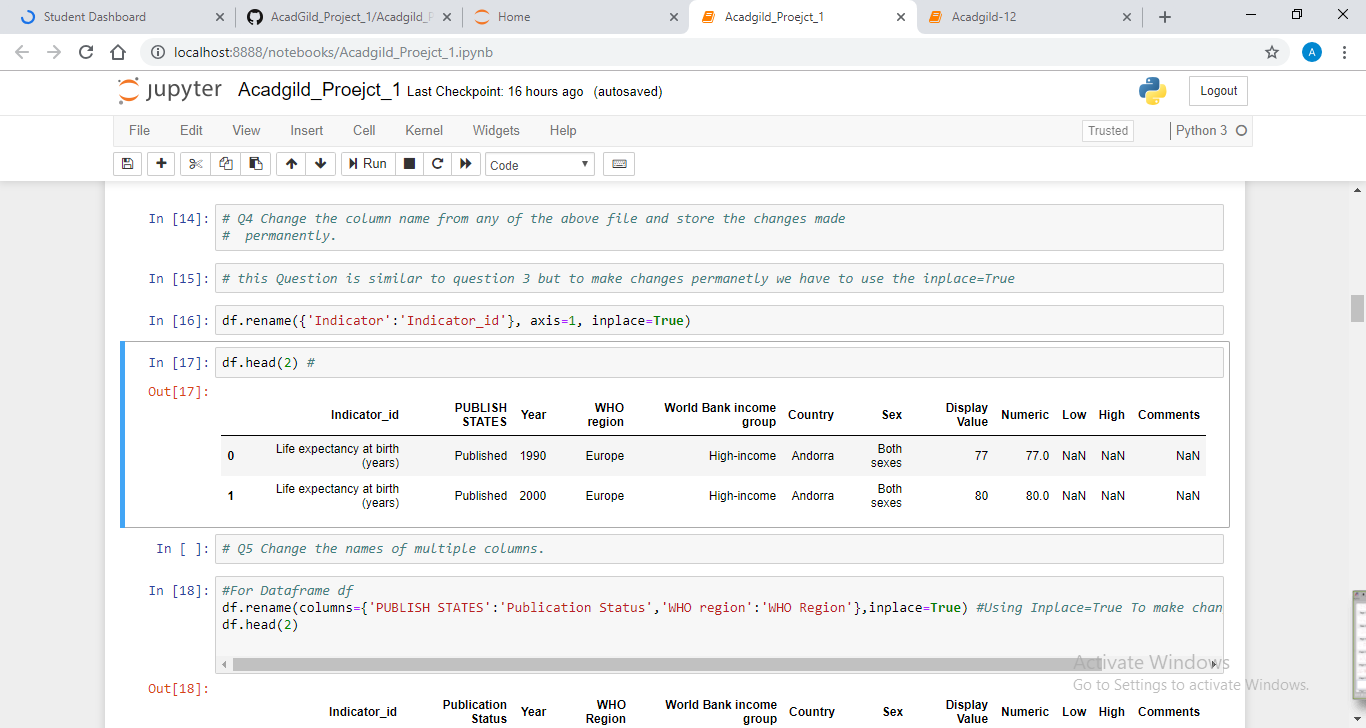 Student Dashboard
AcadGild_Project_1/Acadgild_P
Home
Acadgild_Proejct_1
Acadgild-12
localhost:8888/notebooks/Acadgild_Proejct_1.ipynb
A
jupyter Acadgild_Proejct_1 Last Checkpoint: 16 hours ago (autosaved)
Logout
File Edit View Insert Cell Kernel Widgets Help
Trusted
Python 3
Run
Code
In [14]: # Q4 Change the column name from any of the above file and store the changes made
# permanently.
In [15]: # this Question is similar to question 3 but to make changes permanetly we have to use the inplace=True
In [16]: df.rename({'Indicator':'Indicator_id'}, axis=1, inplace=True)
In [17]: df.head(2) #
Out[17]:
Indicator_id PUBLISH STATES Year WHO region World Bank income group Country Sex Display Value Numeric Low High Comments
0 Life expectancy at birth (years) Published 1990 Europe High-income Andorra Both sexes 77 77.0 NaN NaN NaN
1 Life expectancy at birth (years) Published 2000 Europe High-income Andorra Both sexes 80 80.0 NaN NaN NaN
In [ ]: # Q5 Change the names of multiple columns.
In [18]: #For Dataframe df
df.rename(columns={'PUBLISH STATES':'Publication Status','WHO region':'WHO Region'},inplace=True) #Using Inplace=True To make chan
df.head(2)
Activate Windows
Go to Settings to activate Windows.
Out[18]:
Indicator_id Publication Status Year WHO Region World Bank income group Country Sex Display Value Numeric Low High Comments